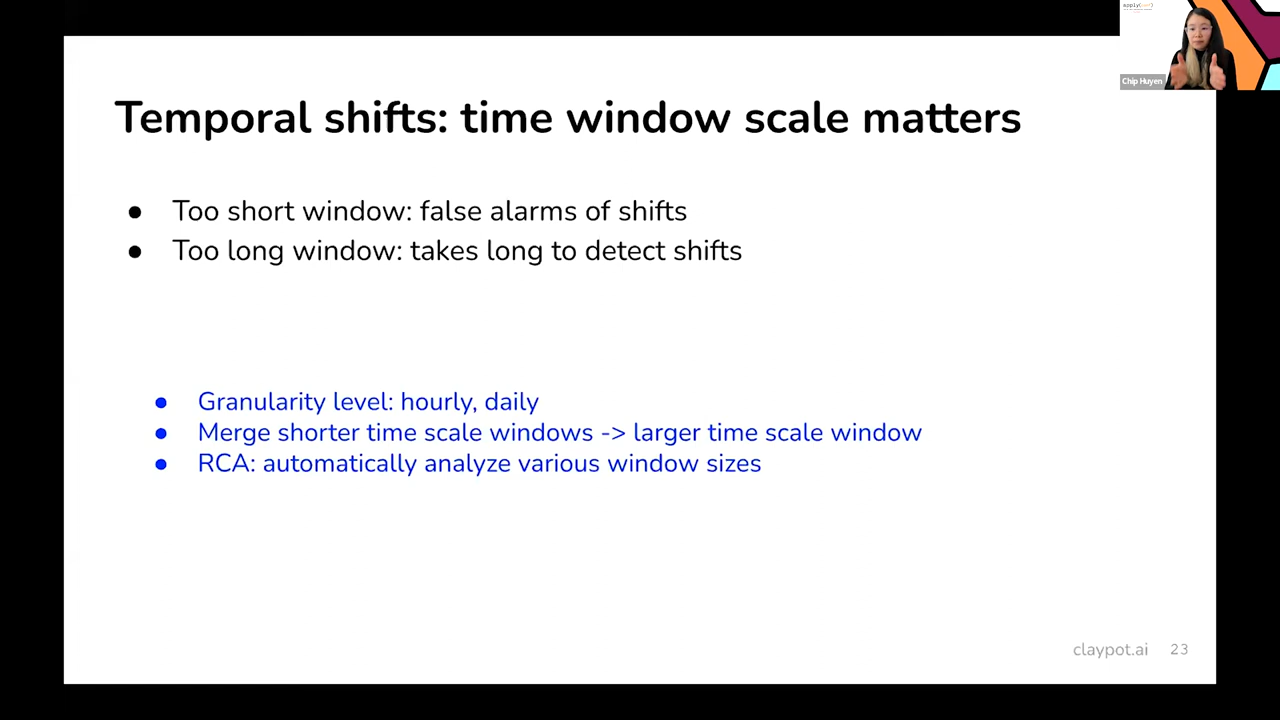 apply(
Chip Huyen
Temporal shifts: time window scale matters
● Too short window: false alarms of shifts
● Too long window: takes long to detect shifts
● Granularity level: hourly, daily
● Merge shorter time scale windows -> larger time scale window
● RCA: automatically analyze various window sizes
claypot.ai 23